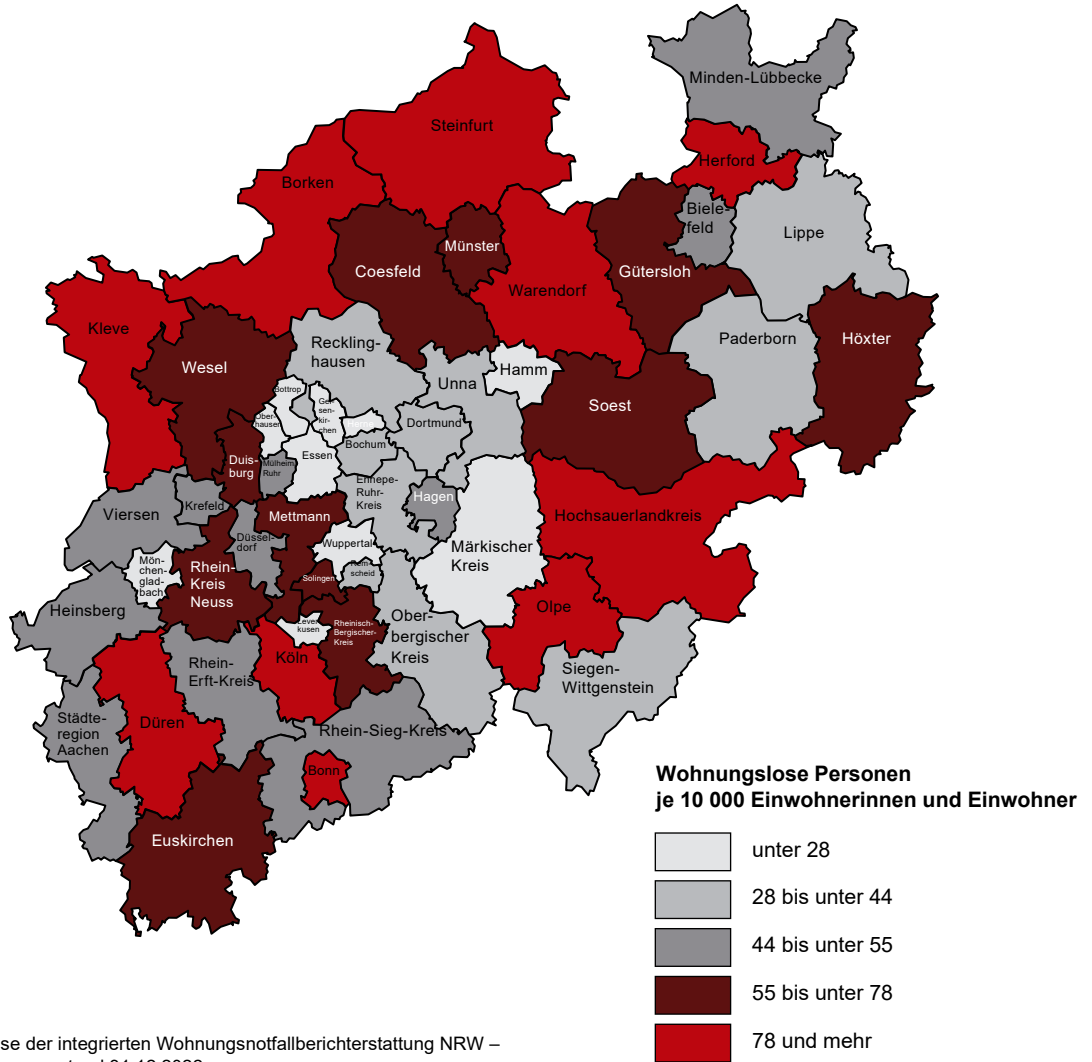 Minden-Lübbecke
Steinfurt
Herford
Borken
Biele-
feld
Lippe
Münster
Coesfeld
Gütersloh
Warendorf
Kleve
Paderborn
Höxter
Reckling-
hausen
Wesel
Unna
Hamm
Bottrop
Gel-
sen-
kir-
chen
Soest
Ober-
hausen
Herne
Dortmund
Bochum
Essen
Duis-
burg
Mülheim
Ruhr
Ennepe-
Ruhr-
Kreis
Hagen
Viersen
Krefeld
Mettmann
Hochsauerlandkreis
Düssel-
dorf
Wuppertal
Märkischer
Kreis
Mön-
chen-
glad-
bach
Rhein-
Kreis
Neuss
Rem-
scheid
Solingen
Heinsberg
Olpe
Lever-
kusen
Rheinisch-
Bergischer-
Kreis
Ober-
bergischer
Kreis
Köln
Rhein-
Erft-Kreis
Siegen-
Wittgenstein
Städte-
region
Aachen
Düren
Rhein-Sieg-Kreis
Bonn
Euskirchen
Wohnungslose Personen
je 10 000 Einwohnerinnen und Einwohner
unter 28
28 bis unter 44
44 bis unter 55
55 bis unter 78
78 und mehr
se der integrierten Wohnungsnotfallberichterstattung NRW –